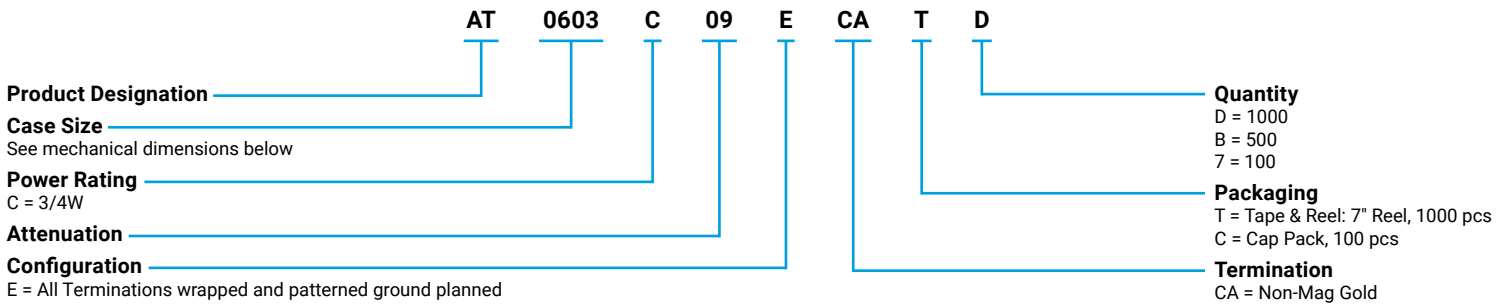 AT 0603 C 09 E CA T D
Product Designation
Case Size
See mechanical dimensions below
Power Rating
C = 3/4W
Attenuation
Configuration
E = All Terminations wrapped and patterned ground planned
Quantity
D = 1000
B = 500
7 = 100
Packaging
T = Tape & Reel: 7" Reel, 1000 pcs
C = Cap Pack, 100 pcs
Termination
CA = Non-Mag Gold